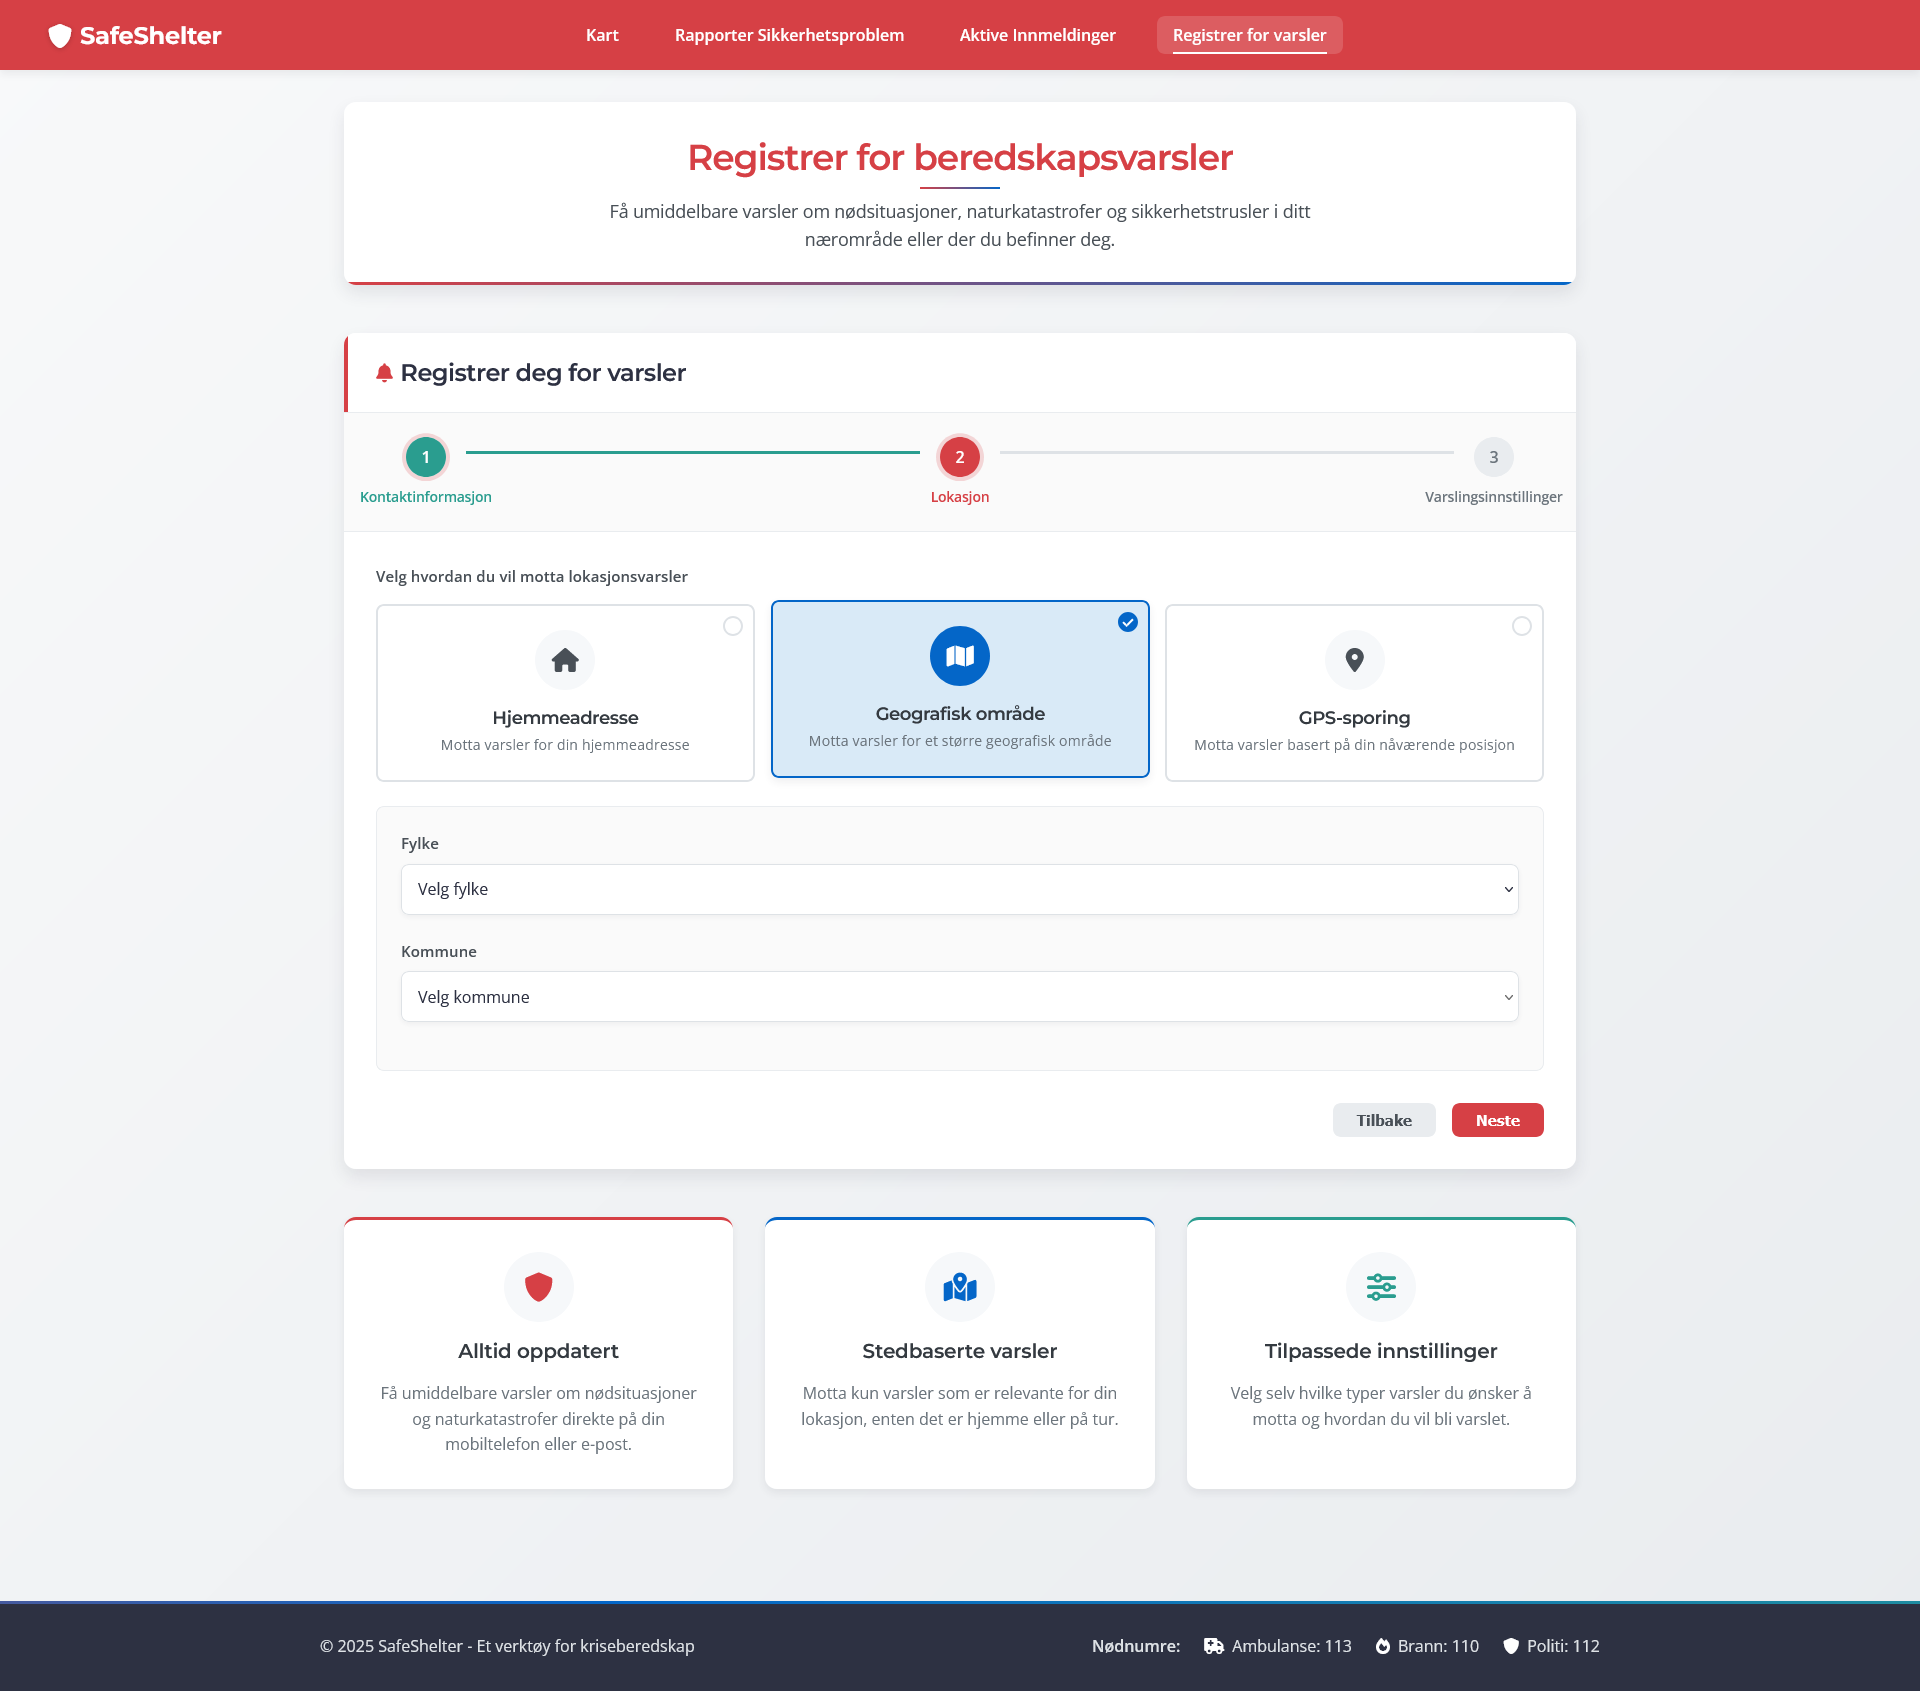 SafeShelter
Kart
Rapporter Sikkerhetsproblem
Aktive Innmeldinger
Registrer for varsler
Registrer for beredskapsvarsler
Få umiddelbare varsler om nødsituasjoner, naturkatastrofer og sikkerhetstrusler i ditt
nærområde eller der du befinner deg.
Registrer deg for varsler
1
2
3
Kontaktinformasjon
Lokasjon
Varslingsinnstillinger
Velg hvordan du vil motta lokasjonsvarsler
Hjemmeadresse
Motta varsler for din hjemmeadresse
Geografisk område
Motta varsler for et større geografisk område
GPS-sporing
Motta varsler basert på din nåværende posisjon
Fylke
Velg fylke
Kommune
Velg kommune
Tilbake
Neste
Alltid oppdatert
Få umiddelbare varsler om nødsituasjoner
og naturkatastrofer direkte på din
mobiltelefon eller e-post.
Stedbaserte varsler
Motta kun varsler som er relevante for din
lokasjon, enten det er hjemme eller på tur.
Tilpassede innstillinger
Velg selv hvilke typer varsler du ønsker å
motta og hvordan du vil bli varslet.
© 2025 SafeShelter - Et verktøy for kriseberedskap
Nødnumre:
Ambulanse: 113
Brann: 110
Politi: 112